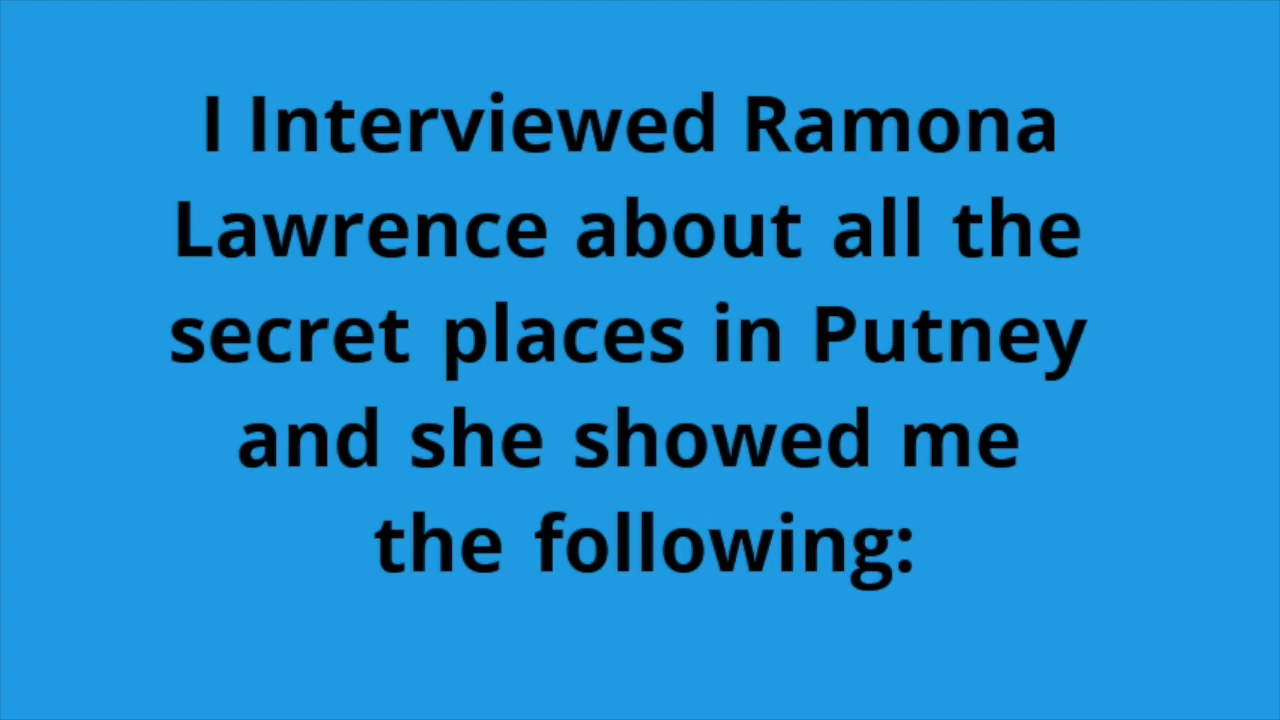 I Interviewed Ramona
Lawrence about all the
secret places in Putney
and she showed me
the following: